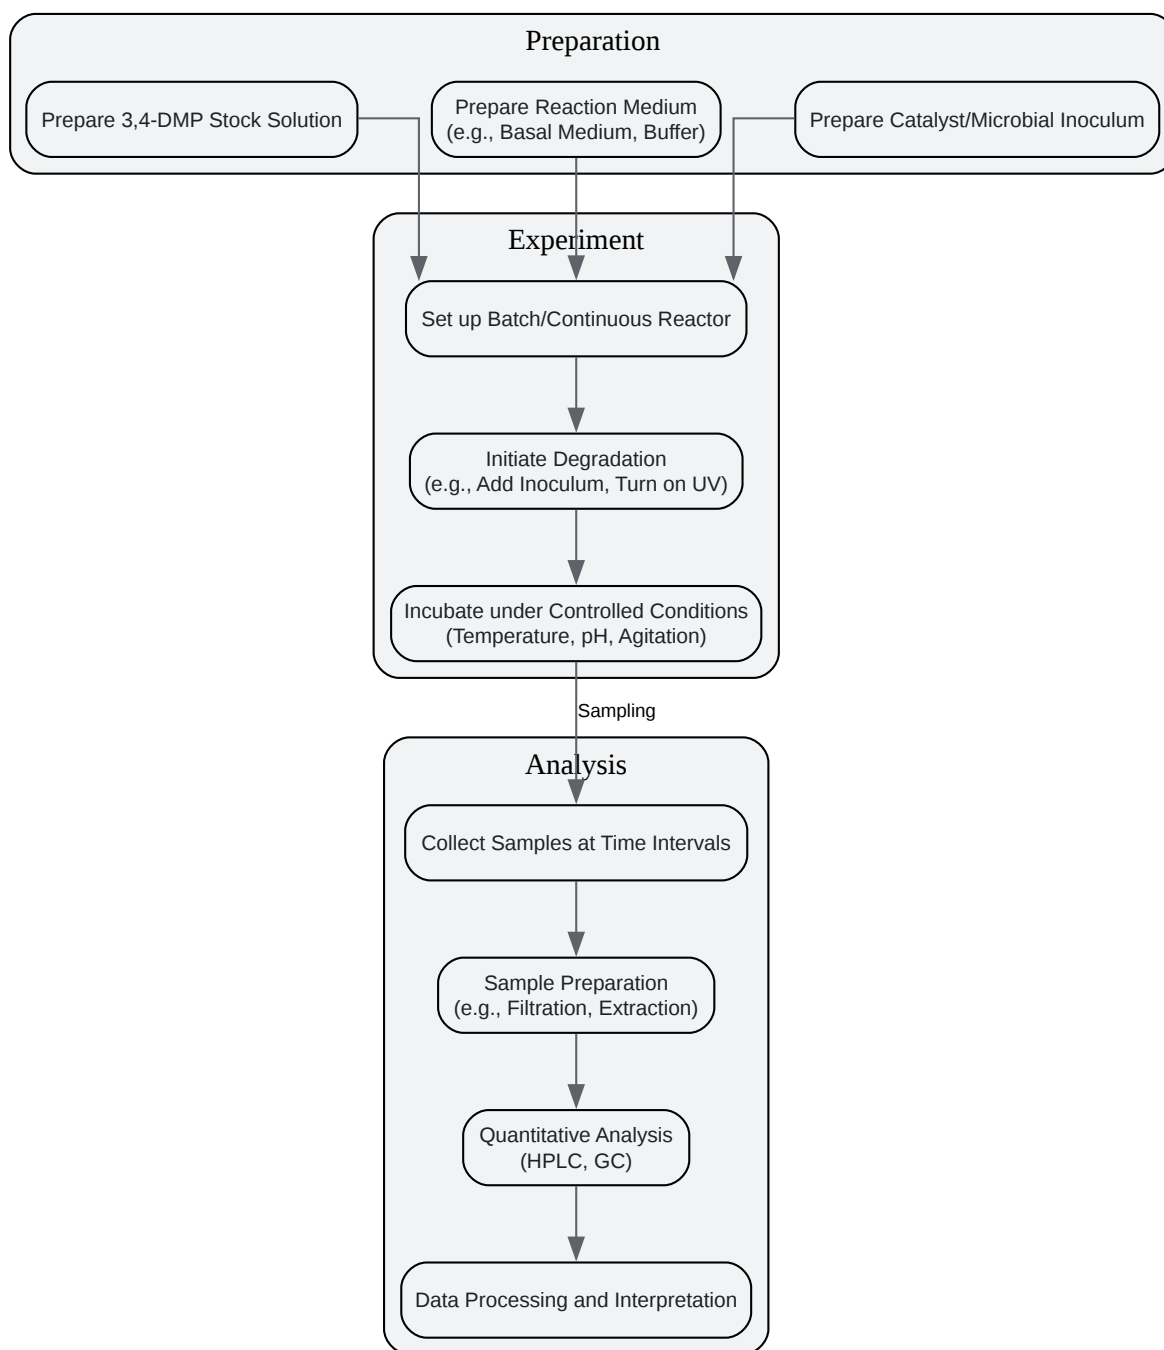 Preparation
Prepare 3,4-DMP Stock Solution
Prepare Reaction Medium
(e.g., Basal Medium, Buffer)
Prepare Catalyst/Microbial Inoculum
Experiment
Set up Batch/Continuous Reactor
Initiate Degradation
(e.g., Add Inoculum, Turn on UV)
Incubate under Controlled Conditions
(Temperature, pH, Agitation)
Sampling
Analysis
Collect Samples at Time Intervals
Sample Preparation
(e.g., Filtration, Extraction)
Quantitative Analysis
(HPLC, GC)
Data Processing and Interpretation